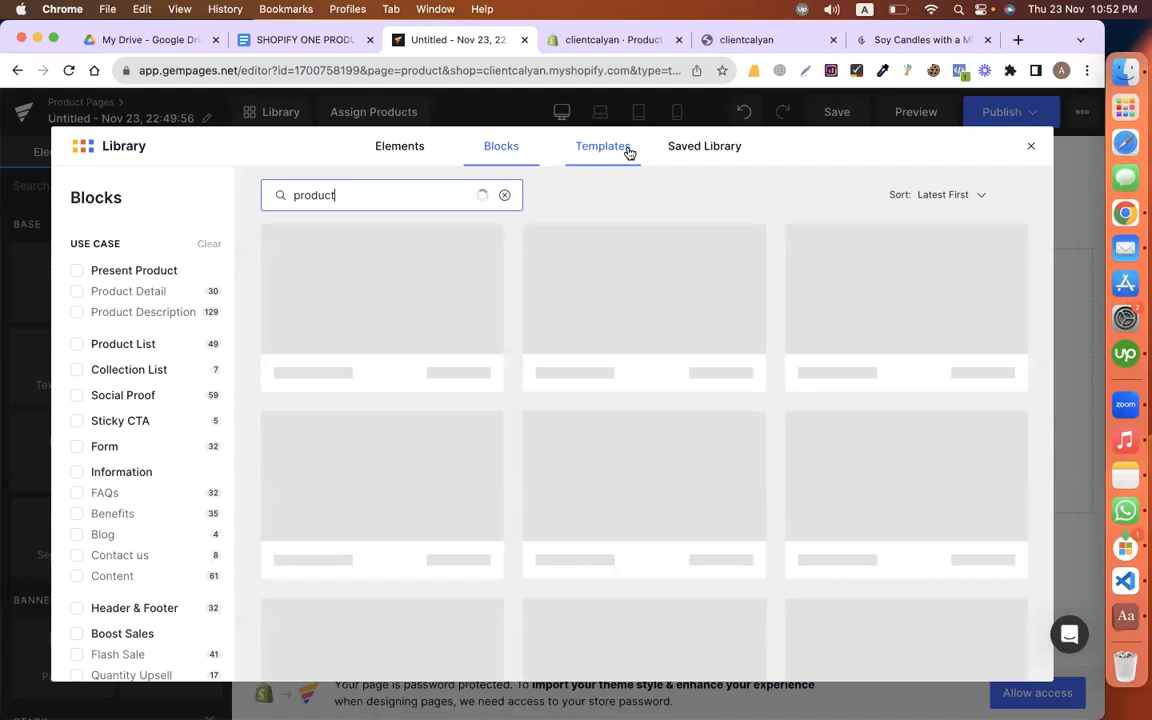 Chrome File Edit View History Bookmarks Profiles Tab Window Help A Thu 23 Nov 10:52 PM
My Drive - Google Dri SHOPIFY ONE PRODU Untitled - Nov 23, 22 clientcalyan · Product clientcalyan Soy Candles with a Mi
app.gempages.net/editor?id=1700758199&page=product&shop=clientcalyan.myshopify.com&type=t...
Product Pages
Untitled - Nov 23, 22:49:56 Library Assign Products Save Preview Publish
Library Elements Blocks Templates Saved Library
Blocks
product
Sort: Latest First
USE CASE Clear
Present Product
Product Detail 30
Product Description 129
Product List 49
Collection List 7
Social Proof 59
Sticky CTA 5
Form 32
Information
FAQs 32
Benefits 35
Blog 4
Contact us 8
Content 61
Header & Footer 32
Boost Sales
Flash Sale 41
Quantity Upsell 17
Search
BASE
BANNE
Your page is password protected. To import your theme style & enhance your experience
when designing pages, we need access to your store password.
Allow access
up
zoom
Aa